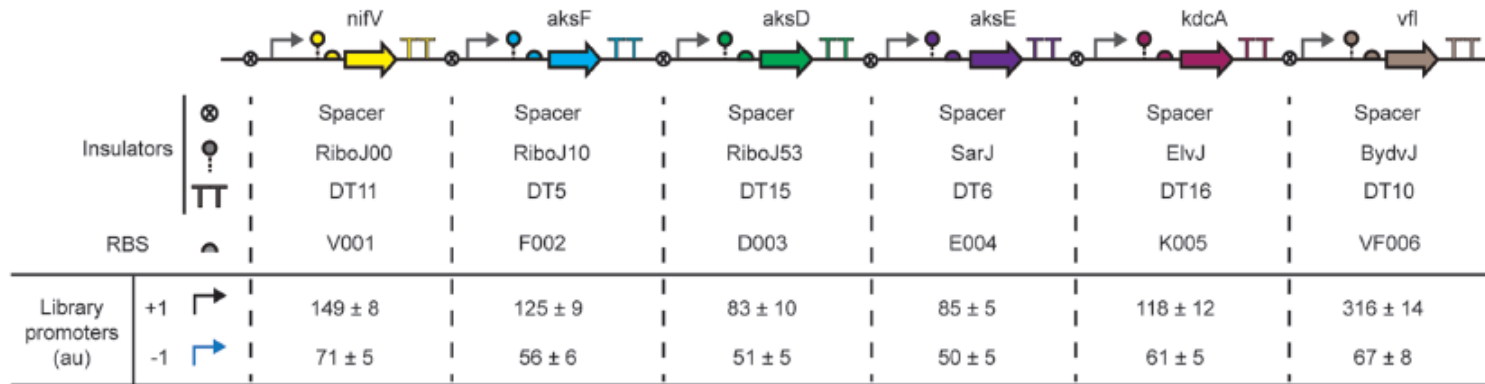 nifV aksF aksD aksE kdcA vfl
Spacer Spacer Spacer Spacer Spacer Spacer
Insulators RiboJ00 RiboJ10 RiboJ53 SarJ ElvJ BydvJ
DT11 DT5 DT15 DT6 DT16 DT10
RBS V001 F002 D003 E004 K005 VF006
Library promoters (au) +1 149 ± 8 125 ± 9 83 ± 10 85 ± 5 118 ± 12 316 ± 14
-1 71 ± 5 56 ± 6 51 ± 5 50 ± 5 61 ± 5 67 ± 8